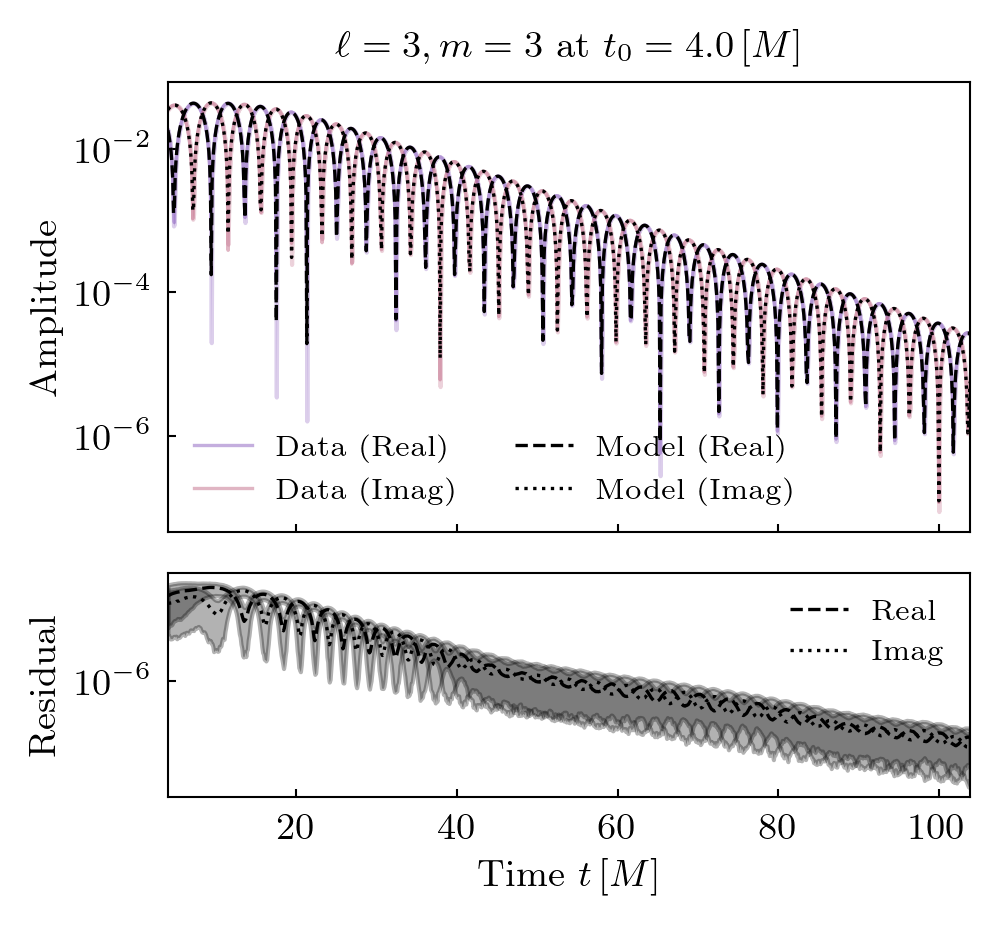 ℓ = 3, m = 3 at t₀ = 4.0 [M]
Amplitude
10⁻²
10⁻⁴
10⁻⁶
Data (Real)
Data (Imag)
Model (Real)
Model (Imag)
Residual
10⁻⁶
Real
Imag
20 40 60 80 100
Time t [M]